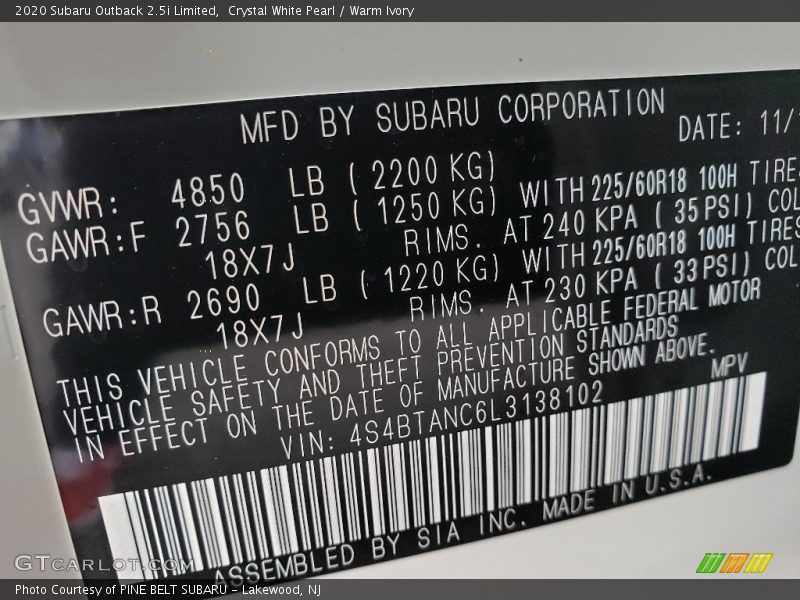 2020 Subaru Outback 2.5i Limited,  Crystal White Pearl / Warm Ivory
MFD BY SUBARU CORPORATION
DATE: 11/
GVWR: 4850 LB ( 2200 KG)
GAWR:F 2756 LB ( 1250 KG) WITH 225/60R18 100H TIRES
18X7J RIMS. AT 240 KPA ( 35 PSI) COL
GAWR:R 2690 LB ( 1220 KG) WITH 225/60R18 100H TIRES
18X7J RIMS. AT 230 KPA ( 33 PSI) COL
THIS VEHICLE CONFORMS TO ALL APPLICABLE FEDERAL MOTOR
VEHICLE SAFETY AND THEFT PREVENTION STANDARDS
IN EFFECT ON THE DATE OF MANUFACTURE SHOWN ABOVE.
VIN: 4S4BTANC6L3138102 MPV
ASSEMBLED BY SIA INC. MADE IN U.S.A.
GTCARLOT.COM
Photo Courtesy of PINE BELT SUBARU - Lakewood, NJ